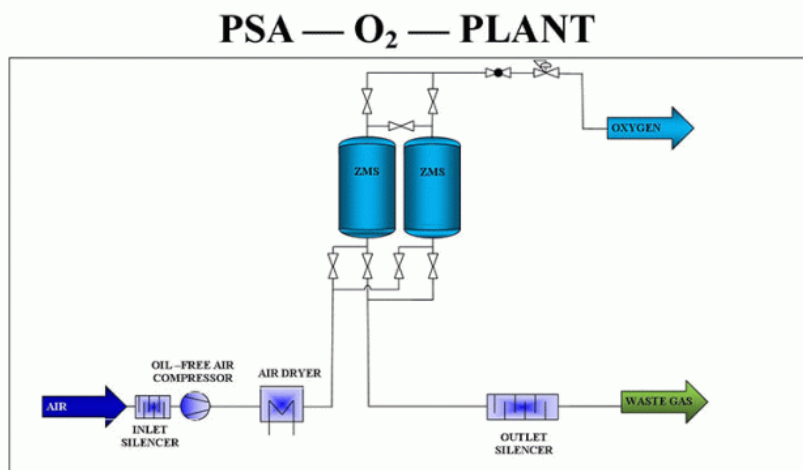 PSA — O₂ — PLANT
OXYGEN
ZMS
ZMS
OIL –FREE AIR
COMPRESSOR
AIR DRYER
AIR
INLET
SILENCER
OUTLET
SILENCER
WASTE GAS